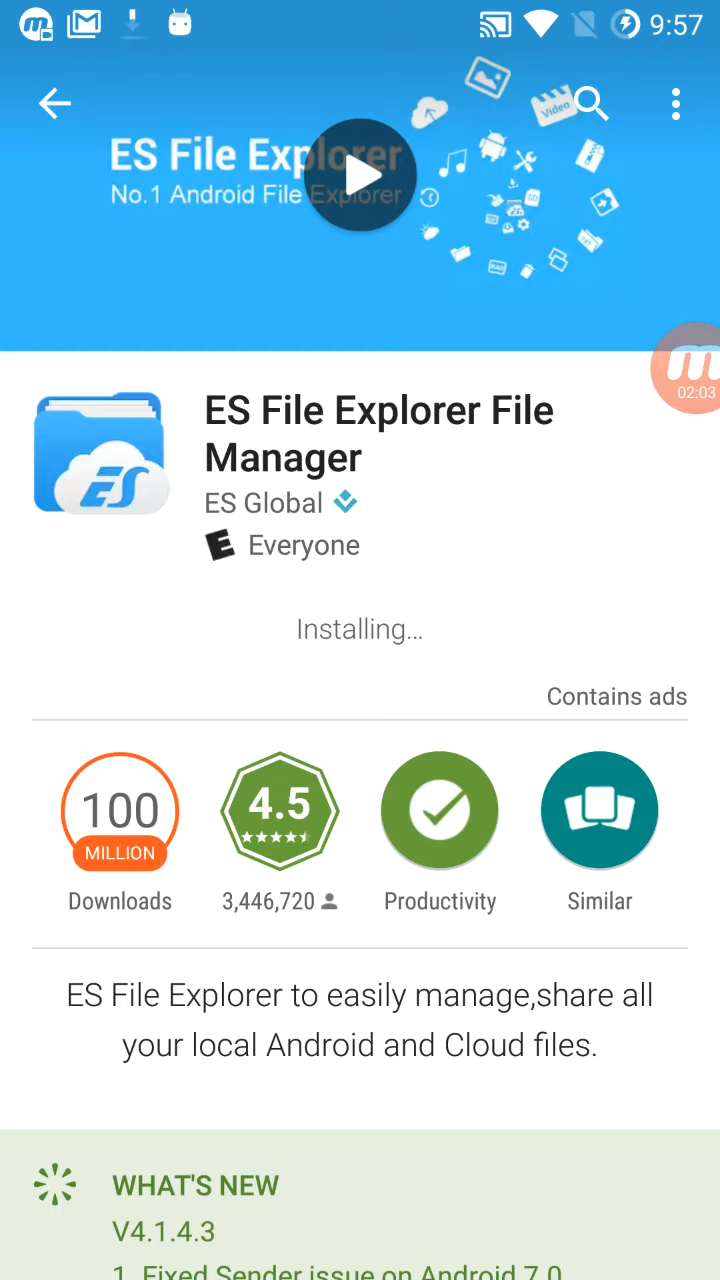 9:57
ES File Explorer
No.1 Android File Explorer
Video
02:03
ES File Explorer File
Manager
ES Global
E Everyone
Installing...
Contains ads
100
MILLION
4.5
Downloads
3,446,720
Productivity
Similar
ES File Explorer to easily manage,share all
your local Android and Cloud files.
WHAT'S NEW
V4.1.4.3
1. Fixed Sender issue on Android 7.0